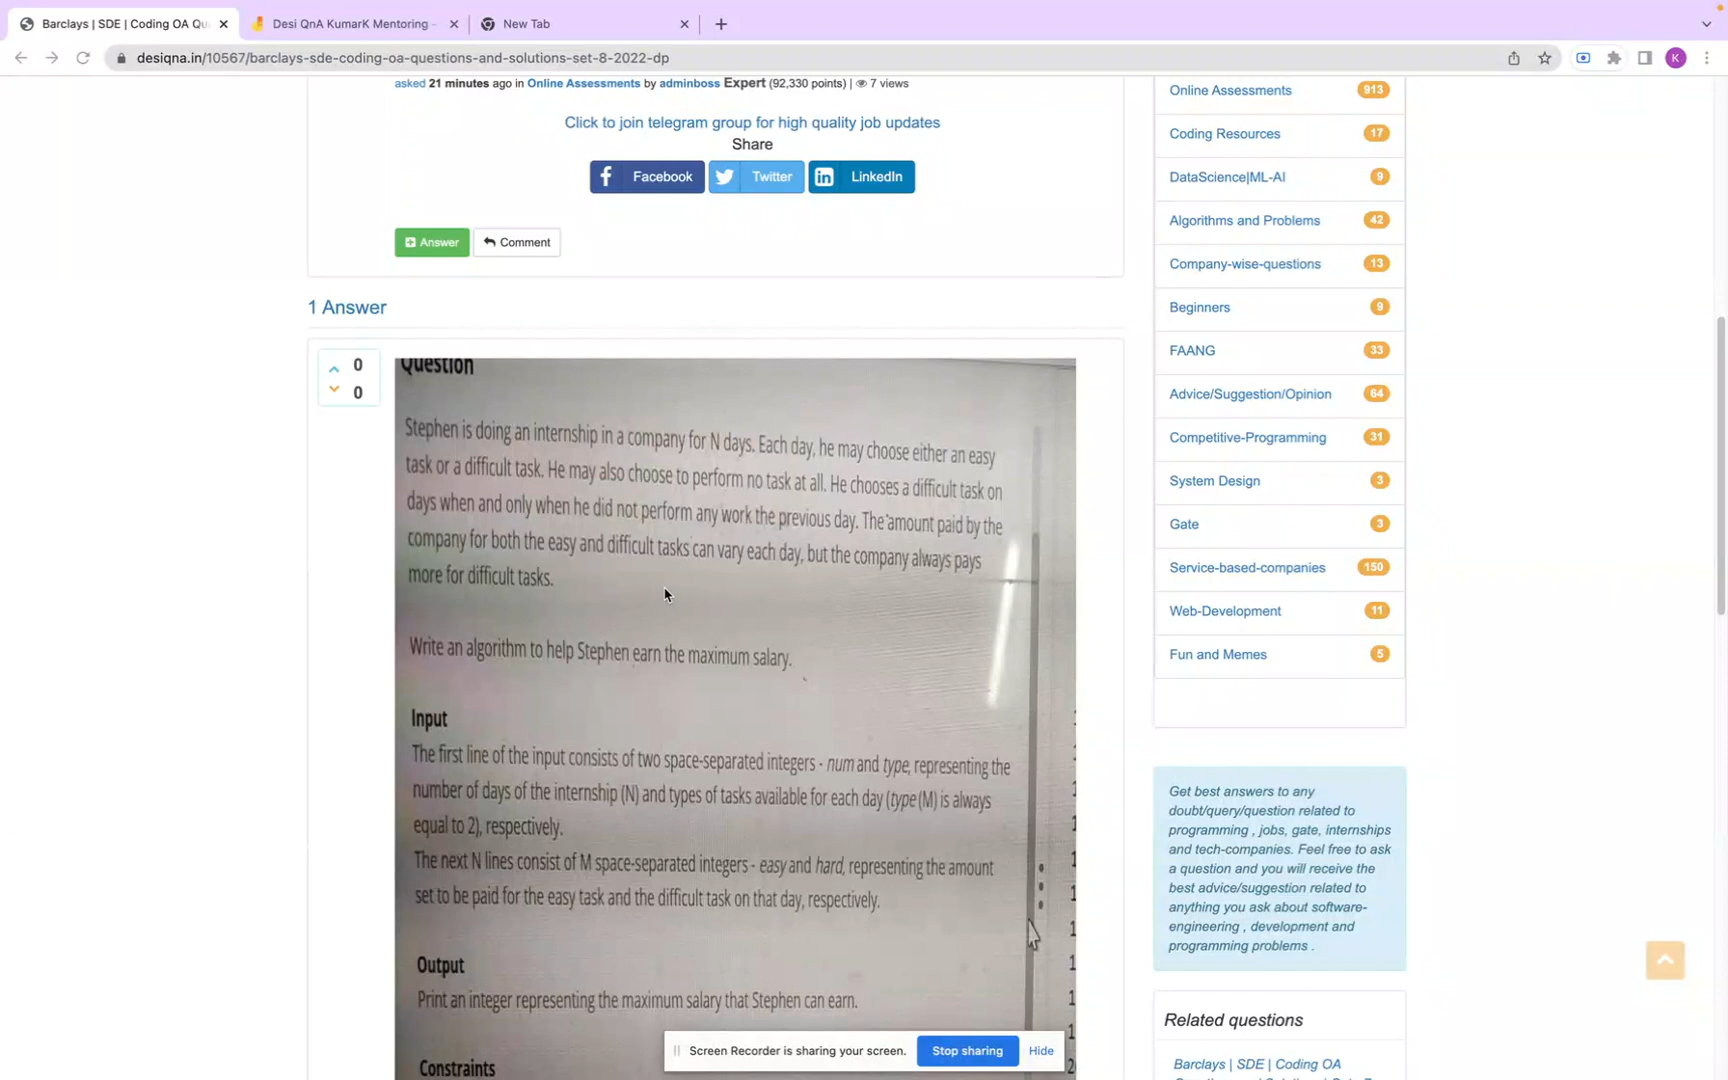 Barclays | SDE | Coding OA Qu
Desi QnA KumarK Mentoring -
New Tab
desiqna.in/10567/barclays-sde-coding-oa-questions-and-solutions-set-8-2022-dp
K
asked 21 minutes ago in Online Assessments by adminboss Expert (92,330 points) | 7 views
Click to join telegram group for high quality job updates
Share
Facebook
Twitter
LinkedIn
Answer
Comment
1 Answer
0
0
Question
Stephen is doing an internship in a company for N days. Each day, he may choose either an easy
task or a difficult task. He may also choose to perform no task at all. He chooses a difficult task on
days when and only when he did not perform any work the previous day. The amount paid by the
company for both the easy and difficult tasks can vary each day, but the company always pays
more for difficult tasks.
Write an algorithm to help Stephen earn the maximum salary.
Input
The first line of the input consists of two space-separated integers - num and type, representing the
number of days of the internship (N) and types of tasks available for each day (type (M) is always
equal to 2), respectively.
The next N lines consist of M space-separated integers - easy and hard, representing the amount
set to be paid for the easy task and the difficult task on that day, respectively.
Output
Print an integer representing the maximum salary that Stephen can earn.
Constraints
Online Assessments 913
Coding Resources 17
DataScience|ML-AI 9
Algorithms and Problems 42
Company-wise-questions 13
Beginners 9
FAANG 33
Advice/Suggestion/Opinion 64
Competitive-Programming 31
System Design 3
Gate 3
Service-based-companies 150
Web-Development 11
Fun and Memes 5
Get best answers to any
doubt/query/question related to
programming , jobs, gate, internships
and tech-companies. Feel free to ask
a question and you will receive the
best advice/suggestion related to
anything you ask about software-
engineering , development and
programming problems .
Related questions
Barclays | SDE | Coding OA
Screen Recorder is sharing your screen.
Stop sharing
Hide